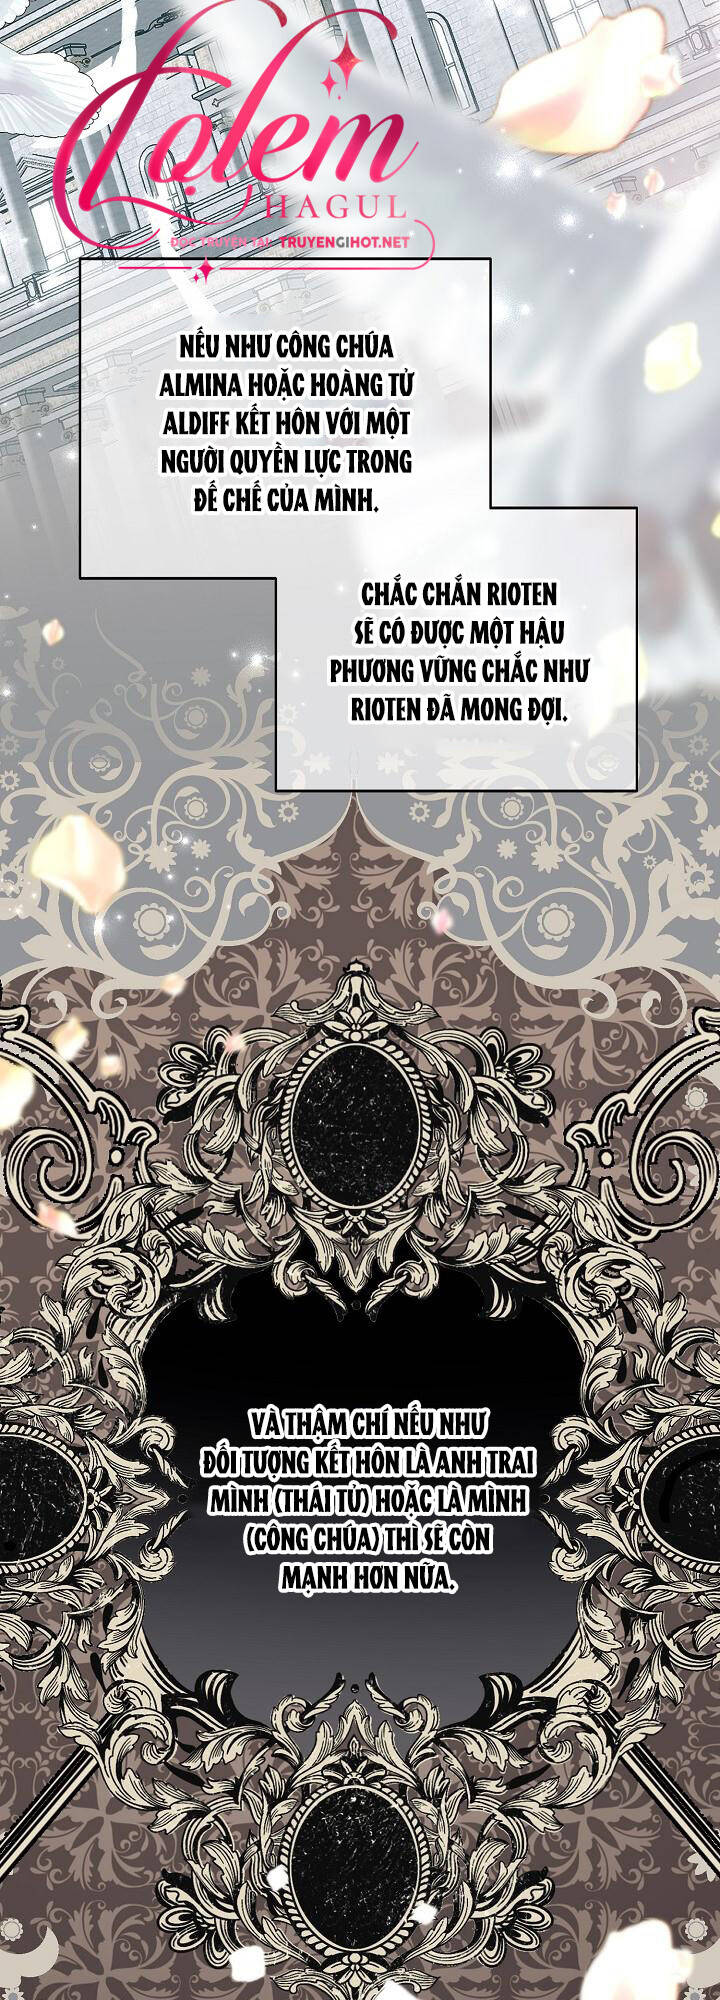 Lọlem
HAGUL
ĐỌC TRUYỆN TẠI TRUYENGIHOT.NET
NẾU NHƯ CÔNG CHÚA
ALMINA HOẶC HOÀNG TỬ
ALDIFF KẾT HÔN VỚI MỘT
NGƯỜI QUYỀN LỰC TRONG
ĐẾ CHẾ CỦA MÌNH.
CHẮC CHẮN RIOTEN
SẼ CÓ ĐƯỢC MỘT HẬU
PHƯƠNG VỮNG CHẮC NHƯ
RIOTEN ĐÃ MONG ĐỢI.
VÀ THẬM CHÍ NẾU NHƯ
ĐỐI TƯỢNG KẾT HÔN LÀ ANH TRAI
MÌNH (THÁI TỬ) HOẶC LÀ MÌNH
(CÔNG CHÚA) THÌ SẼ CÒN
MẠNH HƠN NỮA.